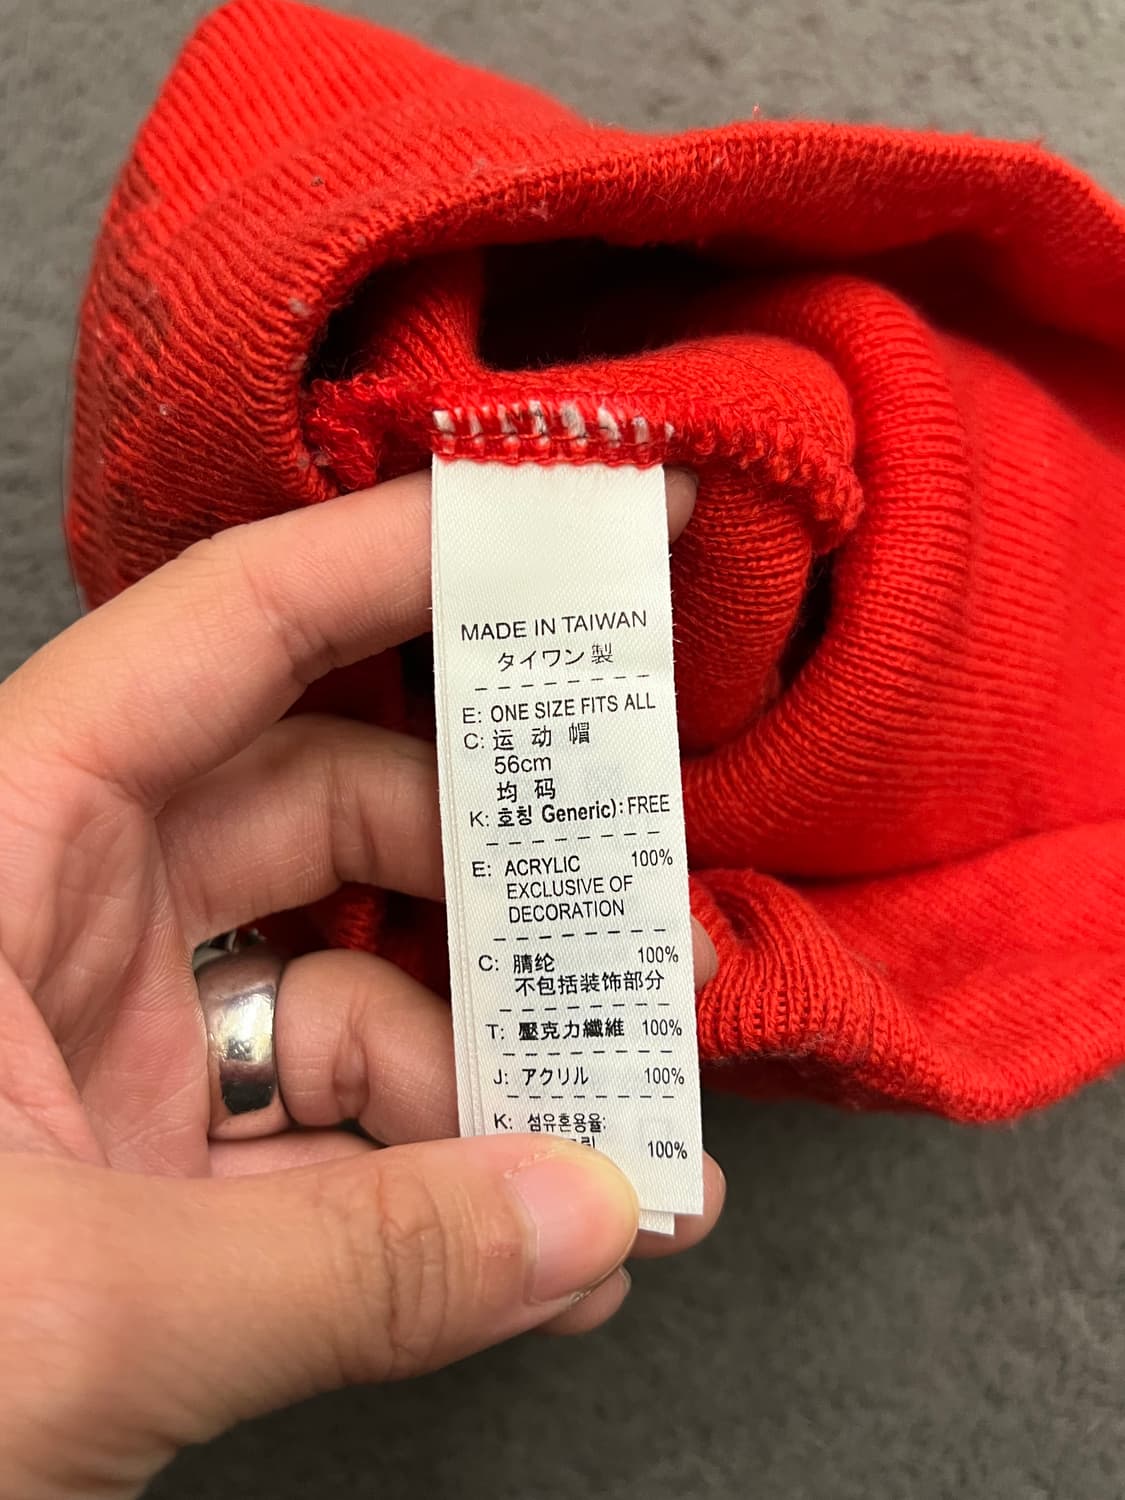 MADE IN TAIWAN
タイワン 製
E: ONE SIZE FITS ALL
C: 运 动 帽
56cm
均 码
K: 호칭 Generic): FREE
E: ACRYLIC 100%
EXCLUSIVE OF
DECORATION
C: 腈纶 100%
不包括装饰部分
T: 壓克力纖維 100%
J: アクリル 100%
K: 섬유혼용율:
100%